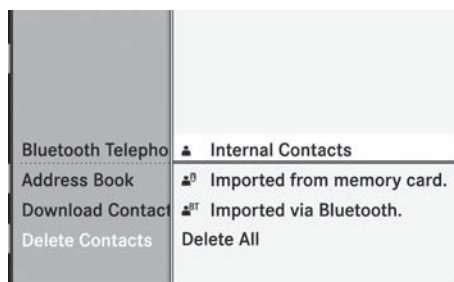 Bluetooth Telepho
Internal Contacts
Address Book
Imported from memory card.
Download Contact
BT Imported via Bluetooth.
Delete Contacts
Delete All